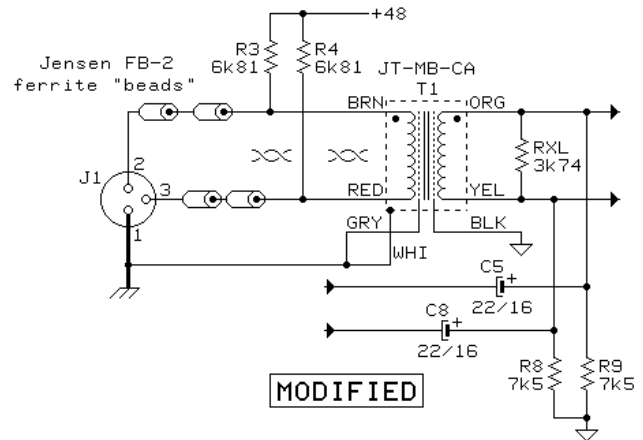 +48
R3
6k81
R4
6k81
Jensen FB-2
ferrite "beads"
JT-MB-CA
T1
BRN
ORG
RXL
3k74
2
J1
3
1
RED
YEL
GRY
BLK
WHI
C5
+
22/16
C8
+
22/16
R8
7k5
R9
7k5
MODIFIED